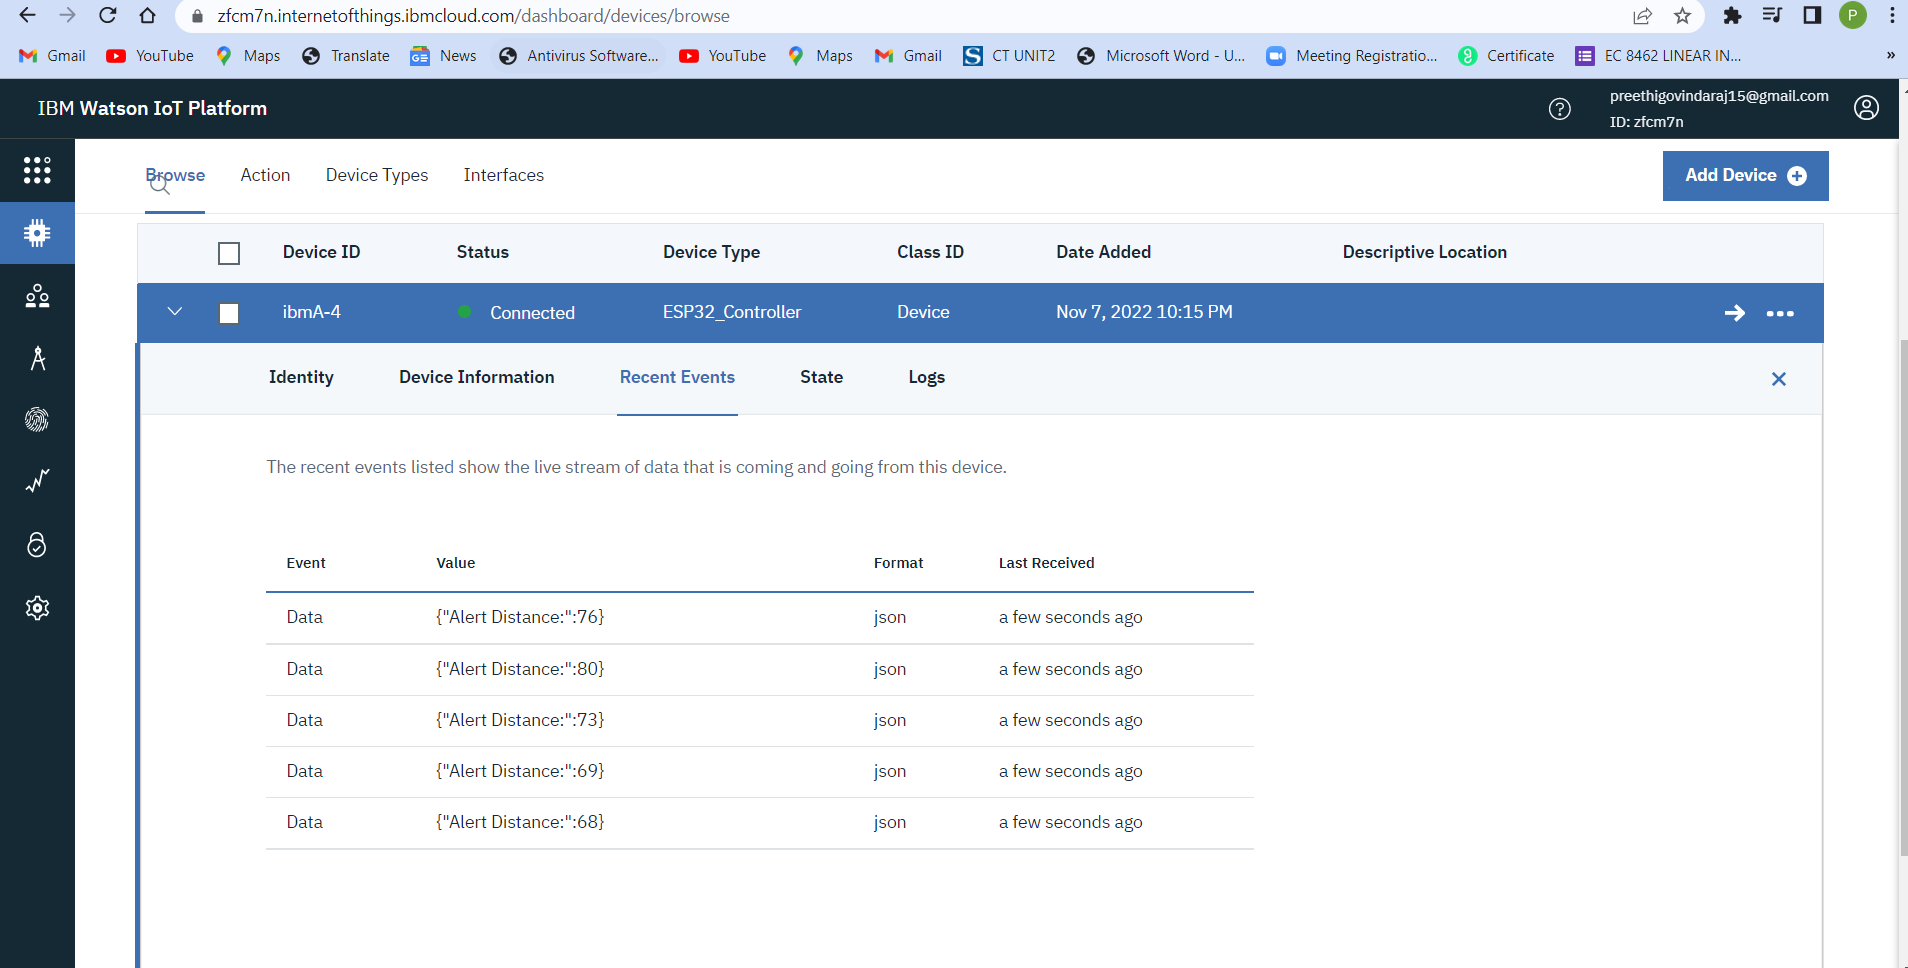 zfcm7n.internetofthings.ibmcloud.com/dashboard/devices/browse
P
Gmail YouTube Maps Translate News Antivirus Software... YouTube Maps Gmail CT UNIT2 Microsoft Word - U... Meeting Registratio... Certificate EC 8462 LINEAR IN... »
IBM Watson IoT Platform
preethigovindaraj15@gmail.com
ID: zfcm7n
Browse Action Device Types Interfaces
Add Device
Device ID Status Device Type Class ID Date Added Descriptive Location
ibmA-4 Connected ESP32_Controller Device Nov 7, 2022 10:15 PM
Identity Device Information Recent Events State Logs
The recent events listed show the live stream of data that is coming and going from this device.
Event Value Format Last Received
Data {"Alert Distance:":76} json a few seconds ago
Data {"Alert Distance:":80} json a few seconds ago
Data {"Alert Distance:":73} json a few seconds ago
Data {"Alert Distance:":69} json a few seconds ago
Data {"Alert Distance:":68} json a few seconds ago